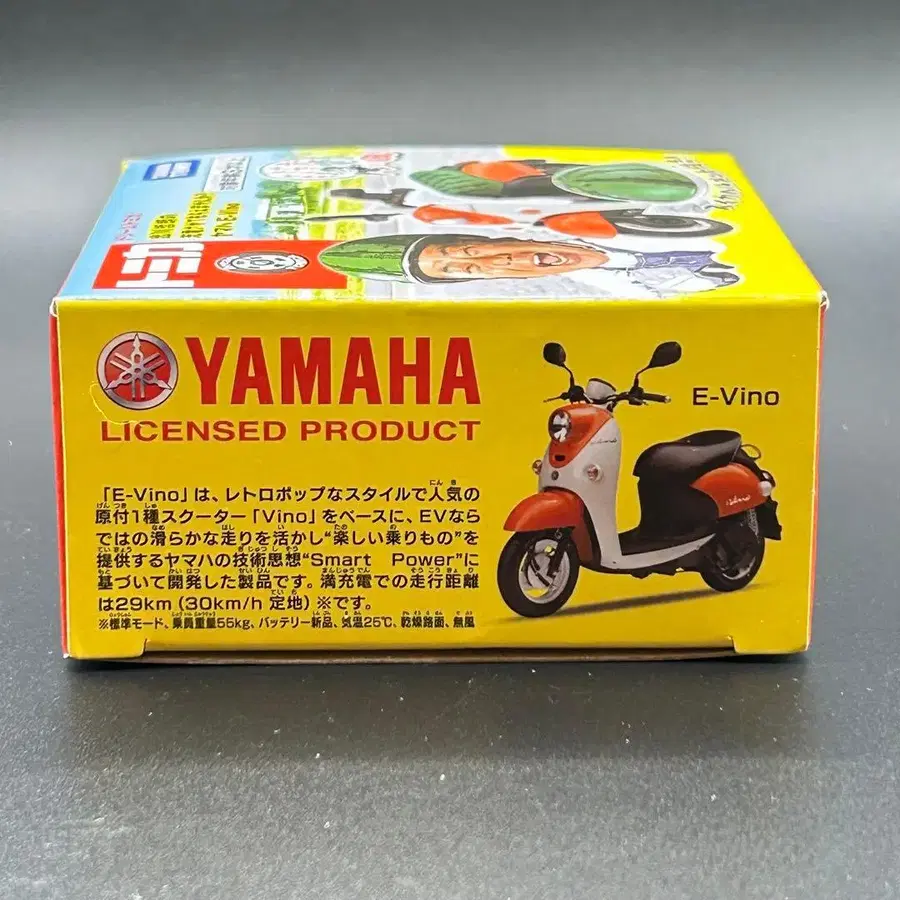 トミカ
YAMAHA
LICENSED PRODUCT
E-Vino
「E-Vino」は、レトロポップなスタイルで人気の
原付1種スクーター「Vino」をベースに、EVなら
ではの滑らかな走りを活かし“楽しい乗りもの”を
提供するヤマハの技術思想“Smart Power”に
基づいて開発した製品です。満充電での走行距離
は29km（30km/h 定地）※です。
※標準モード、乗員重量55kg、バッテリー新品、気温25℃、乾燥路面、無風